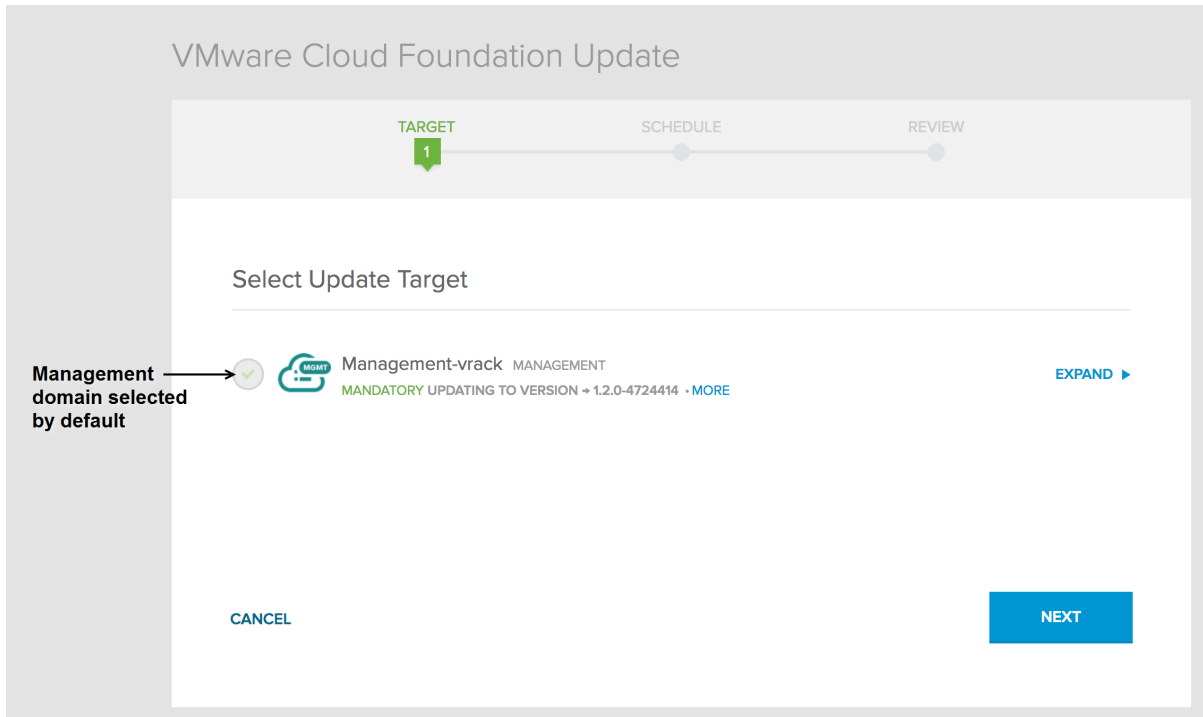 VMware Cloud Foundation Update
TARGET
SCHEDULE
REVIEW
1
Select Update Target
Management
domain selected
by default
MGMT
Management-vrack MANAGEMENT
MANDATORY UPDATING TO VERSION → 1.2.0-4724414 • MORE
EXPAND ▶
CANCEL
NEXT